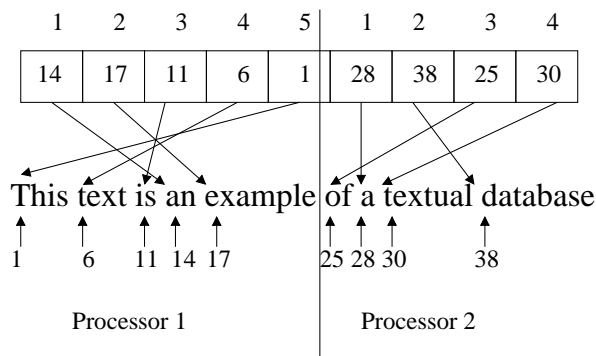 1 2 3 4 5 1 2 3 4
14 17 11 6 1 28 38 25 30
This text is an example of a textual database
1 6 11 14 17 25 28 30 38
Processor 1 Processor 2